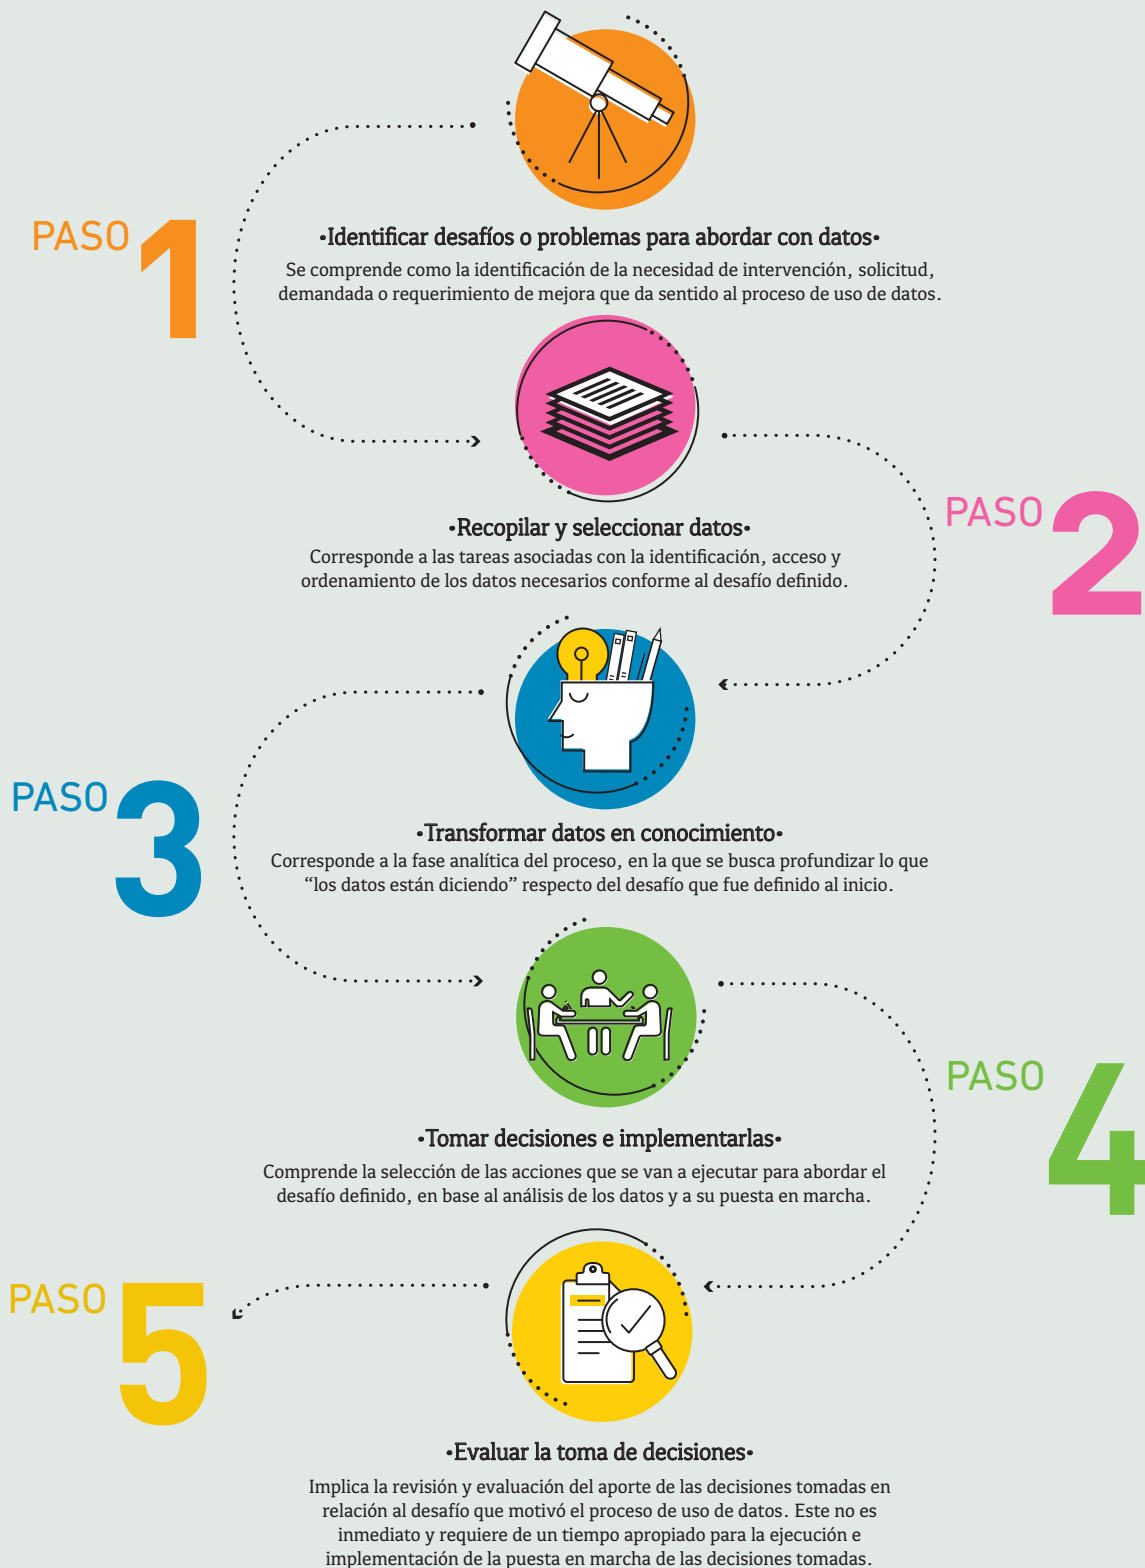 PASO 1
·Identificar desafíos o problemas para abordar con datos·
Se comprende como la identificación de la necesidad de intervención, solicitud,
demandada o requerimiento de mejora que da sentido al proceso de uso de datos.
PASO 2
·Recopilar y seleccionar datos·
Corresponde a las tareas asociadas con la identificación, acceso y
ordenamiento de los datos necesarios conforme al desafío definido.
PASO 3
·Transformar datos en conocimiento·
Corresponde a la fase analítica del proceso, en la que se busca profundizar lo que
“los datos están diciendo” respecto del desafío que fue definido al inicio.
PASO 4
·Tomar decisiones e implementarlas·
Comprende la selección de las acciones que se van a ejecutar para abordar el
desafío definido, en base al análisis de los datos y a su puesta en marcha.
PASO 5
·Evaluar la toma de decisiones·
Implica la revisión y evaluación del aporte de las decisiones tomadas en
relación al desafío que motivó el proceso de uso de datos. Este no es
inmediato y requiere de un tiempo apropiado para la ejecución e
implementación de la puesta en marcha de las decisiones tomadas.